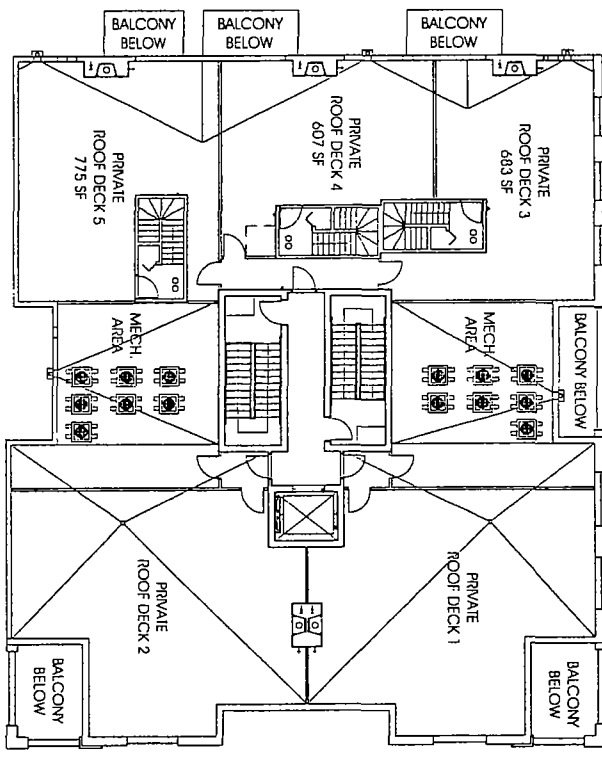 BALCONY
BELOW
BALCONY
BELOW
BALCONY
BELOW
PRIVATE
ROOF DECK 5
775 SF
PRIVATE
ROOF DECK 4
607 SF
PRIVATE
ROOF DECK 3
683 SF
MECH.
AREA
MECH.
AREA
BALCONY BELOW
PRIVATE
ROOF DECK 2
PRIVATE
ROOF DECK 1
BALCONY
BELOW
BALCONY
BELOW